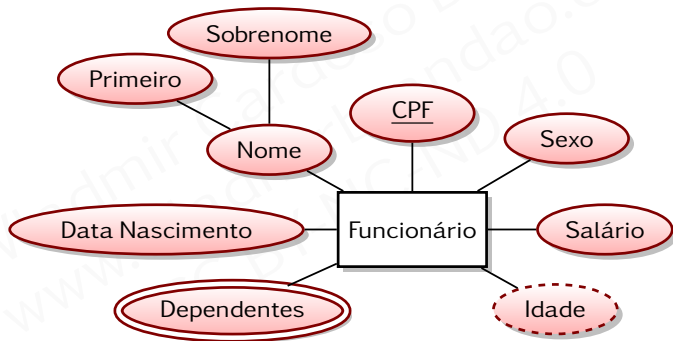 Sobrenome
Primeiro
CPF
Sexo
Nome
Data Nascimento
Funcionário
Salário
Dependentes
Idade